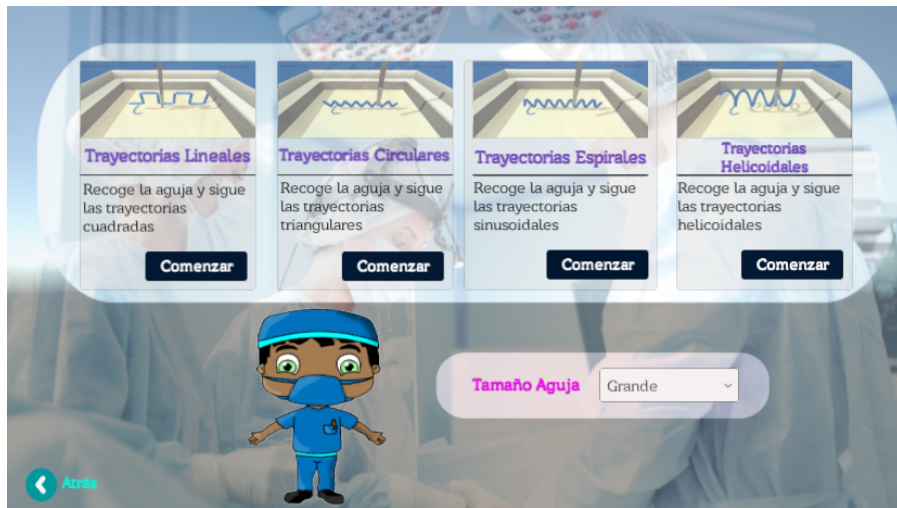 Trayectorias Lineales
Recoge la aguja y sigue
las trayectorias
cuadradas
Comenzar
Trayectorias Circulares
Recoge la aguja y sigue
las trayectorias
triangulares
Comenzar
Trayectorias Espirales
Recoge la aguja y sigue
las trayectorias
sinusoidales
Comenzar
Trayectorias
Helicoidales
Recoge la aguja y sigue
las trayectorias
helicoidales
Comenzar
Tamaño Aguja
Grande
Atrás